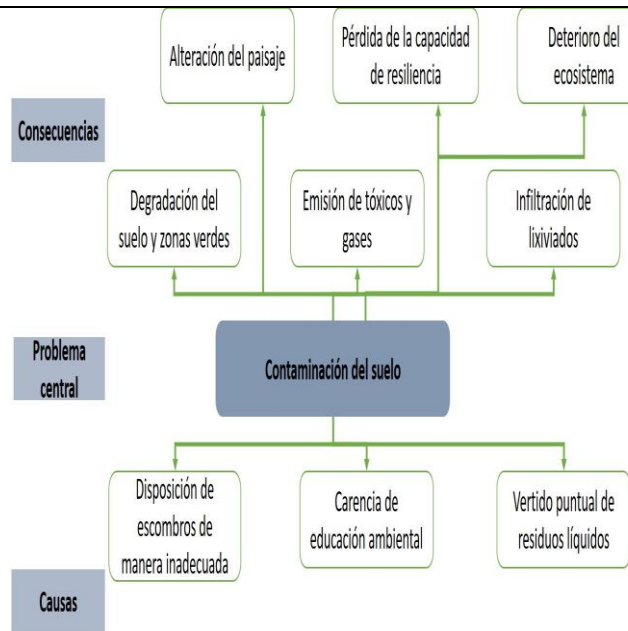 Alteración del paisaje
Pérdida de la capacidad
de resiliencia
Deterioro del
ecosistema
Consecuencias
Degradación del
suelo y zonas verdes
Emisión de tóxicos y
gases
Infiltración de
lixiviados
Problema
central
Contaminación del suelo
Disposición de
escombros de
manera inadecuada
Carencia de
educación ambiental
Vertido puntual de
residuos líquidos
Causas